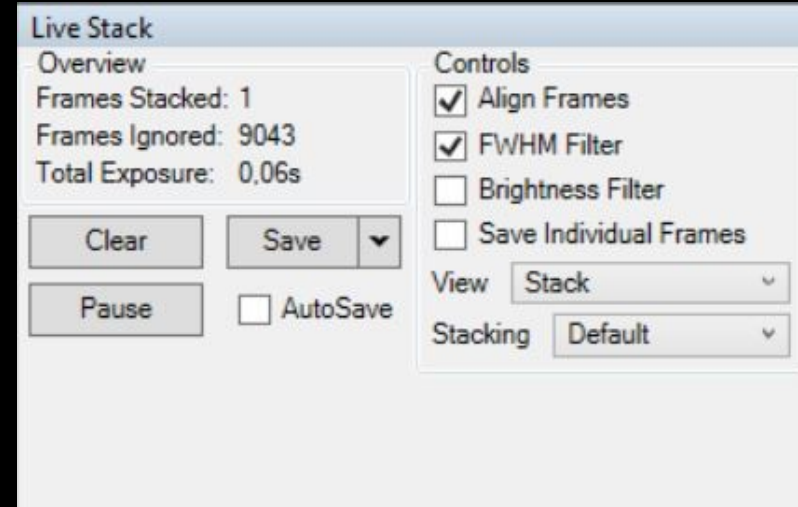 Live Stack
Overview
Frames Stacked: 1
Frames Ignored: 9043
Total Exposure: 0,06s
Clear
Save
Pause
AutoSave
Controls
Align Frames
FWHM Filter
Brightness Filter
Save Individual Frames
View Stack
Stacking Default